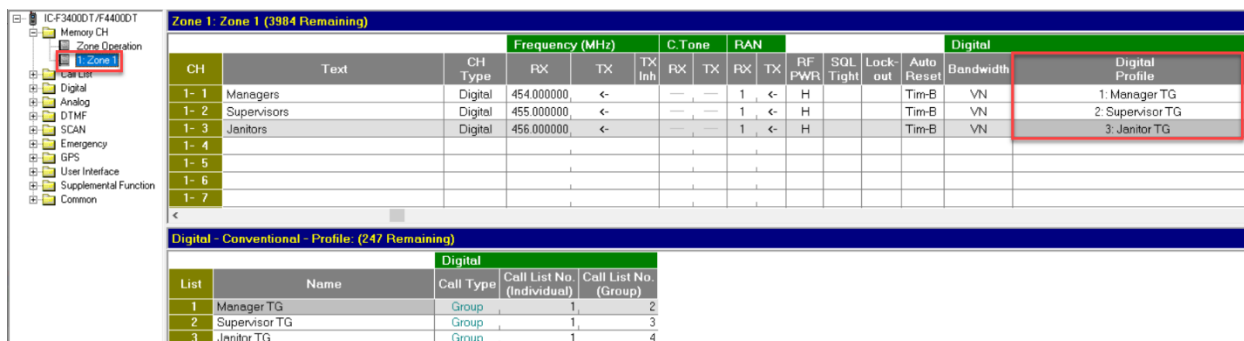 IC-F3400DT/F4400DT
Memory CH
Zone Operation
1: Zone 1
Call List
Digital
Analog
DTMF
SCAN
Emergency
GPS
User Interface
Supplemental Function
Common
Zone 1: Zone 1 (3984 Remaining)
Frequency (MHz) C.Tone RAN Digital
CH Text CH Type RX TX TX Inh RX TX RX TX RF PWR SQL Tight Lock-out Auto Reset Bandwidth Digital Profile
1- 1 Managers Digital 454.000000 <- — — 1 <- H Tim-B VN 1: Manager TG
1- 2 Supervisors Digital 455.000000 <- — — 1 <- H Tim-B VN 2: Supervisor TG
1- 3 Janitors Digital 456.000000 <- — — 1 <- H Tim-B VN 3: Janitor TG
1- 4
1- 5
1- 6
1- 7
Digital - Conventional - Profile: (247 Remaining)
Digital
List Name Call Type Call List No. (Individual) Call List No. (Group)
1 Manager TG Group 1 2
2 Supervisor TG Group 1 3
3 Janitor TG Group 1 4